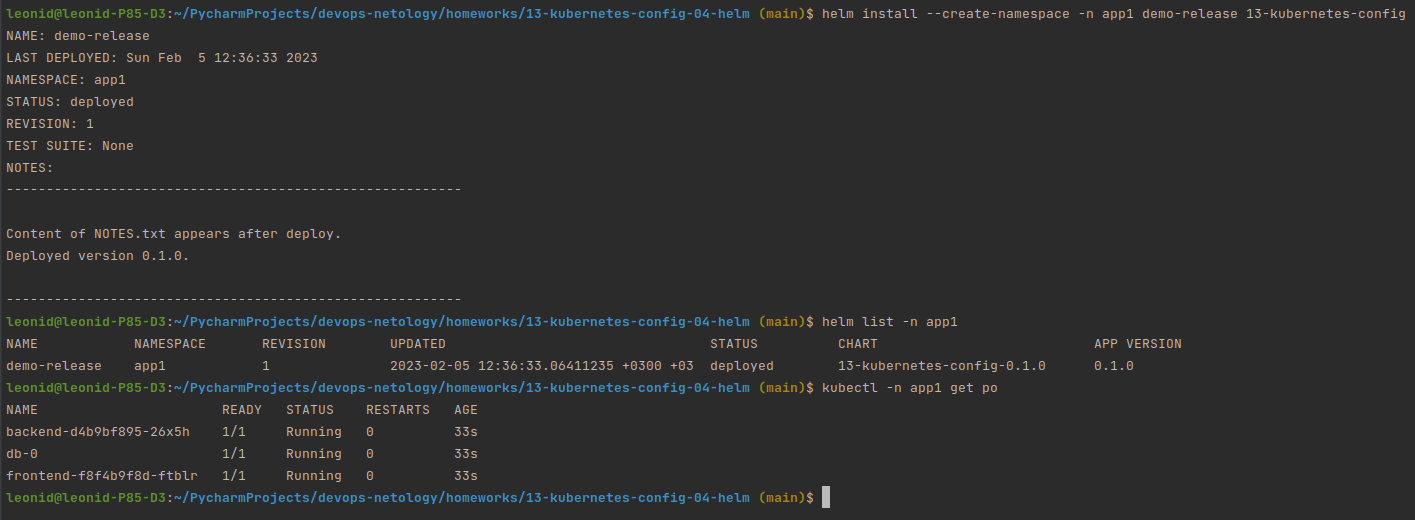 leonid@leonid-P85-D3:~/PycharmProjects/devops-netology/homeworks/13-kubernetes-config-04-helm (main)$ helm install --create-namespace -n app1 demo-release 13-kubernetes-config
NAME: demo-release
LAST DEPLOYED: Sun Feb  5 12:36:33 2023
NAMESPACE: app1
STATUS: deployed
REVISION: 1
TEST SUITE: None
NOTES:
---------------------------------------------------------
Content of NOTES.txt appears after deploy.
Deployed version 0.1.0.
---------------------------------------------------------
leonid@leonid-P85-D3:~/PycharmProjects/devops-netology/homeworks/13-kubernetes-config-04-helm (main)$ helm list -n app1
NAME            NAMESPACE       REVISION        UPDATED                                 STATUS          CHART                           APP VERSION
demo-release    app1            1               2023-02-05 12:36:33.06411235 +0300 +03  deployed        13-kubernetes-config-0.1.0      0.1.0
leonid@leonid-P85-D3:~/PycharmProjects/devops-netology/homeworks/13-kubernetes-config-04-helm (main)$ kubectl -n app1 get po
NAME                       READY   STATUS    RESTARTS   AGE
backend-d4b9bf895-26x5h    1/1     Running   0          33s
db-0                       1/1     Running   0          33s
frontend-f8f4b9f8d-ftblr   1/1     Running   0          33s
leonid@leonid-P85-D3:~/PycharmProjects/devops-netology/homeworks/13-kubernetes-config-04-helm (main)$